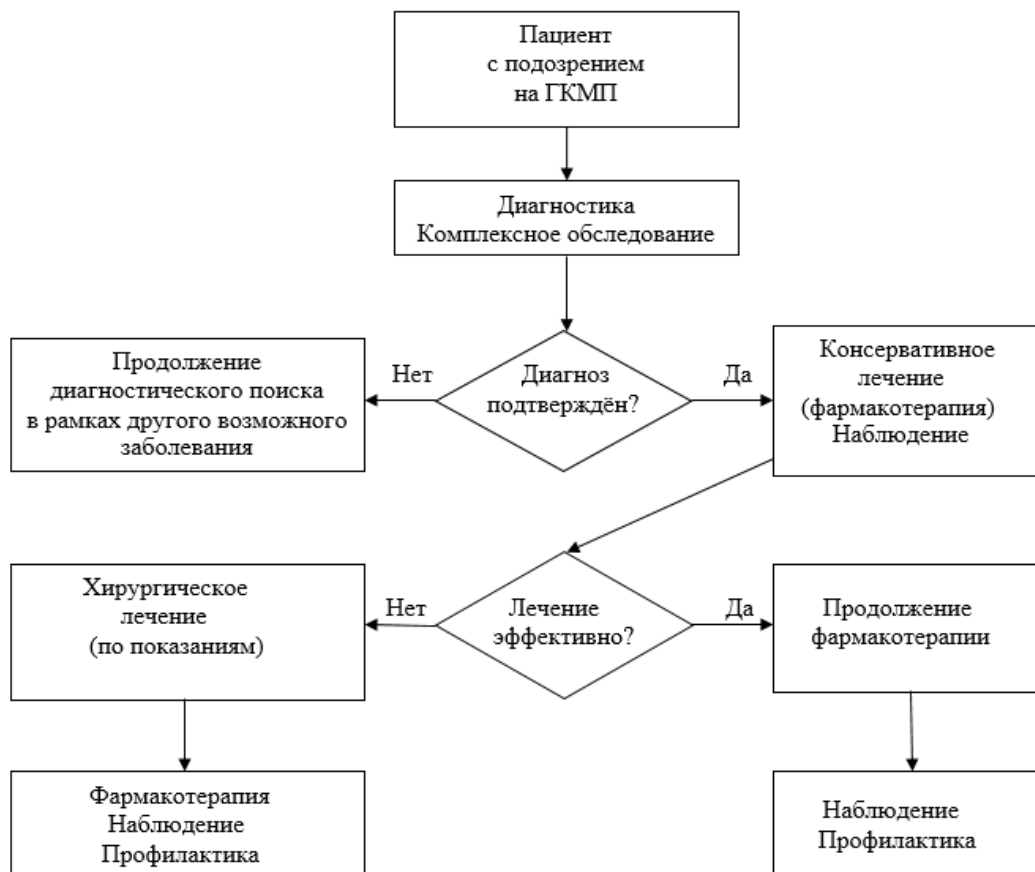 Пациент
с подозрением
на ГКМП
Диагностика
Комплексное обследование
Продолжение
диагностического поиска
в рамках другого возможного
заболевания
Нет
Диагноз
подтверждён?
Да
Консервативное
лечение
(фармакотерапия)
Наблюдение
Хирургическое
лечение
(по показаниям)
Нет
Лечение
эффективно?
Да
Продолжение
фармакотерапии
Фармакотерапия
Наблюдение
Профилактика
Наблюдение
Профилактика